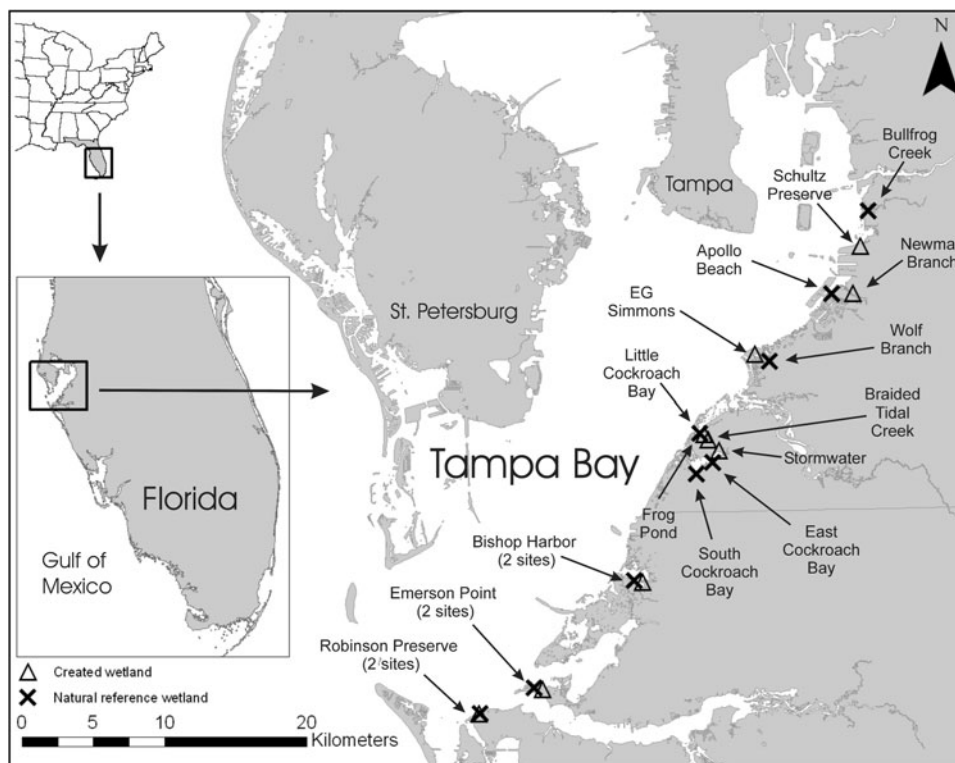 N
Bullfrog
Creek
Schultz
Preserve
Tampa
Newma
Branch
Apollo
Beach
EG
Simmons
St. Petersburg
Wolf
Branch
Little
Cockroach
Bay
Braided
Tidal
Creek
Stormwater
Tampa Bay
Florida
Frog
Pond
East
Cockroach Bay
South
Cockroach
Bay
Bishop Harbor
(2 sites)
Gulf of
Mexico
Emerson Point
(2 sites)
Robinson Preserve
(2 sites)
Created wetland
Natural reference wetland
0 5 10 20
Kilometers